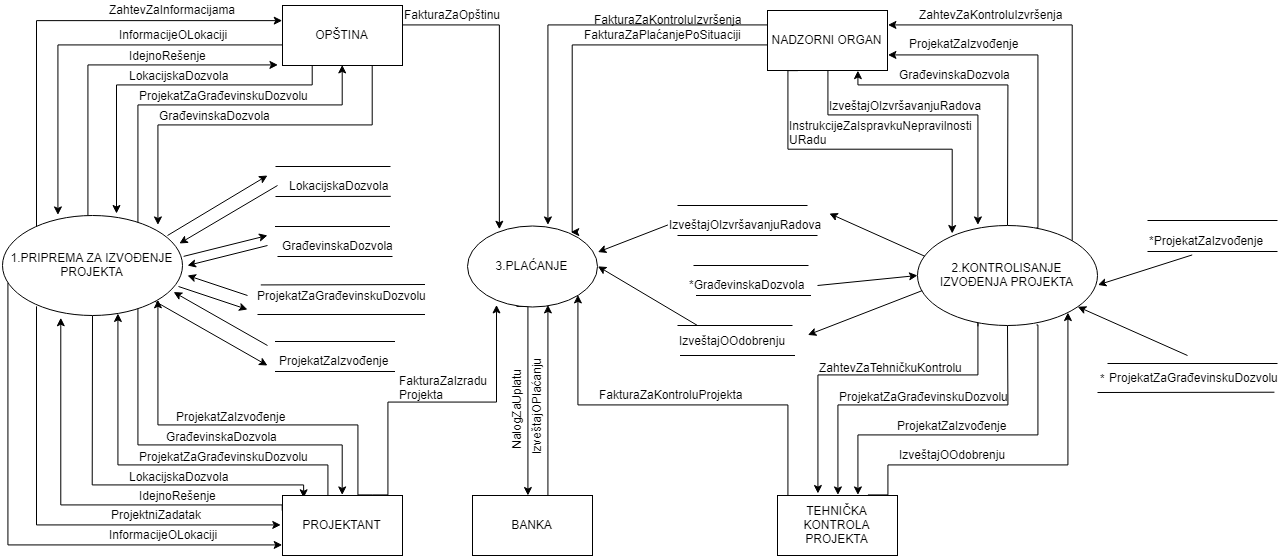 ZahtevZaInformacijama
InformacijeOLokaciji
IdejnoRešenje
LokacijskaDozvola
ProjekatZaGrađevinskuDozvolu
GrađevinskaDozvola
OPŠTINA
FakturaZaOpštinu
FakturaZaKontroluIzvršenja
FakturaZaPlaćanjePoSituaciji
NADZORNI ORGAN
ZahtevZaKontroluIzvršenja
ProjekatZaIzvođenje
GrađevinskaDozvola
IzveštajOIzvršavanjuRadova
InstrukcijeZaIspravkuNepravilnosti
URadu
LokacijskaDozvola
GrađevinskaDozvola
ProjekatZaGrađevinskuDozvolu
ProjekatZaIzvođenje
1.PRIPREMA ZA IZVOĐENJE
PROJEKTA
3.PLAĆANJE
IzveštajOIzvršavanjuRadova
*GrađevinskaDozvola
IzveštajOOdobrenju
2.KONTROLISANJE
IZVOĐENJA PROJEKTA
*ProjekatZaIzvođenje
* ProjekatZaGrađevinskuDozvolu
FakturaZaIzradu
Projekta
NalogZaUplatu
IzveštajOPlaćanju
FakturaZaKontroluProjekta
ZahtevZaTehničkuKontrolu
ProjekatZaGrađevinskuDozvolu
ProjekatZaIzvođenje
IzveštajOOdobrenju
ProjekatZaIzvođenje
GrađevinskaDozvola
ProjekatZaGrađevinskuDozvolu
LokacijskaDozvola
IdejnoRešenje
ProjektniZadatak
InformacijeOLokaciji
PROJEKTANT
BANKA
TEHNIČKA
KONTROLA
PROJEKTA